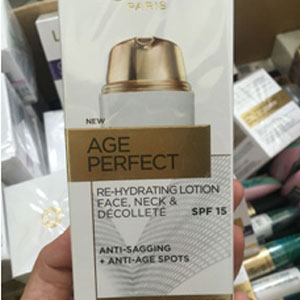 PARIS
NEW
AGE
PERFECT
RE-HYDRATING LOTION
FACE, NECK &
DÉCOLLETÉ SPF 15
ANTI-SAGGING
+ ANTI-AGE SPOTS